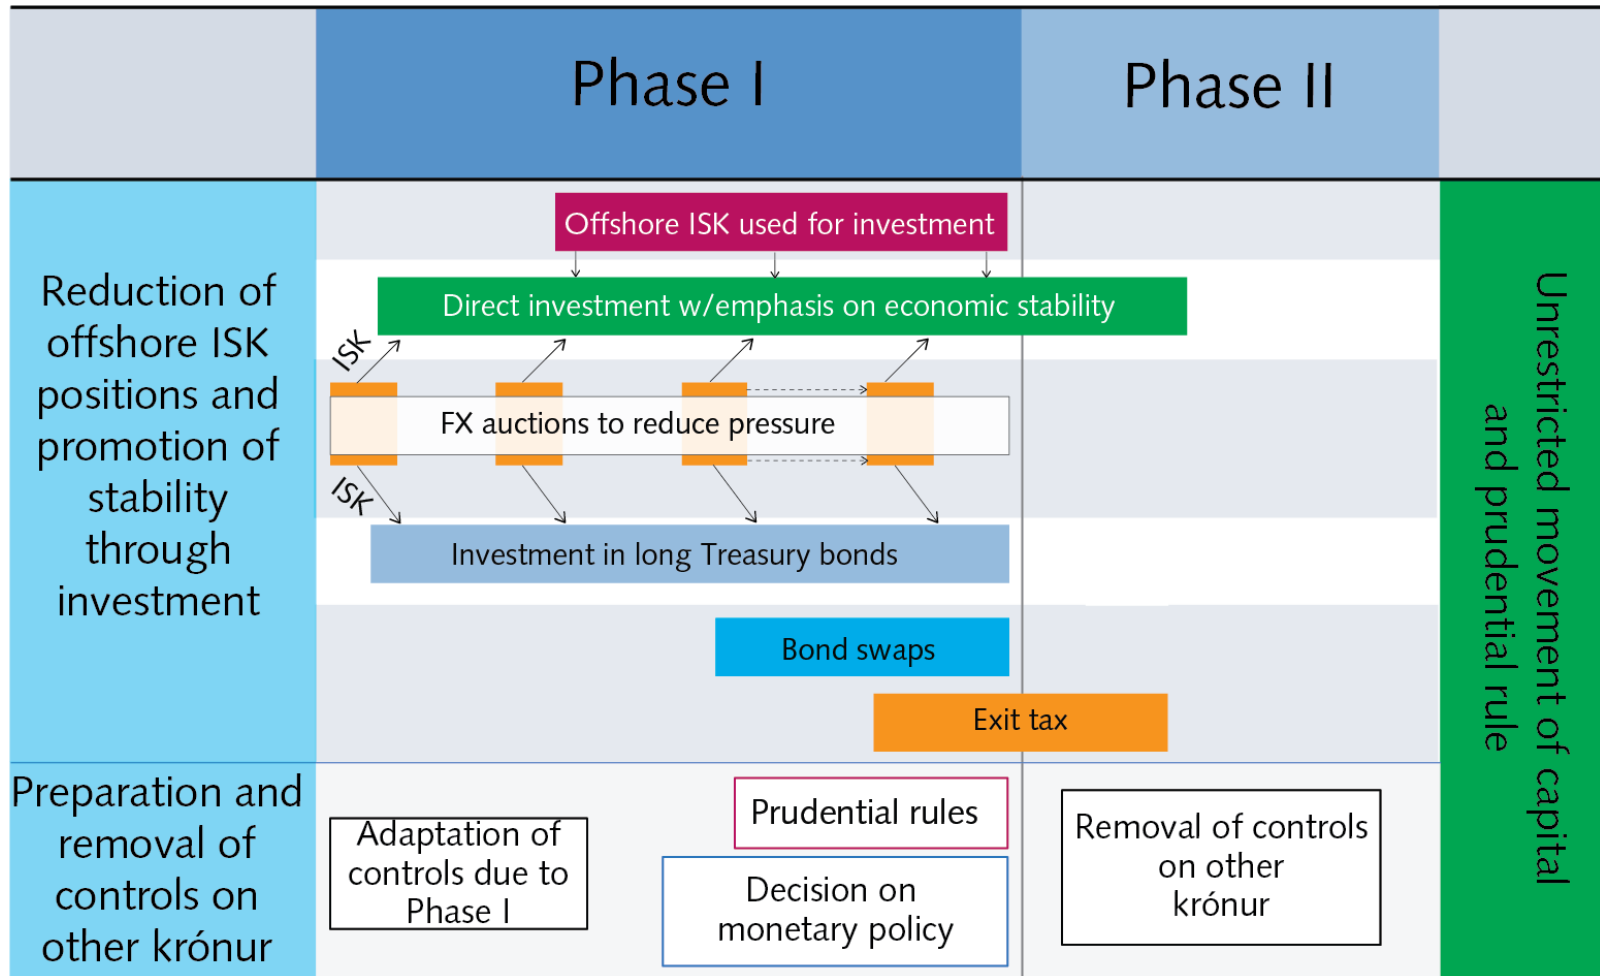 Phase I
Phase II
Reduction of
offshore ISK
positions and
promotion of
stability
through
investment
Offshore ISK used for investment
Direct investment w/emphasis on economic stability
ISK
FX auctions to reduce pressure
ISK
Investment in long Treasury bonds
Bond swaps
Exit tax
Preparation and
removal of
controls on
other krónur
Adaptation of
controls due to
Phase I
Prudential rules
Decision on
monetary policy
Removal of controls
on other
krónur
Unrestricted movement of capital
and prudential rule